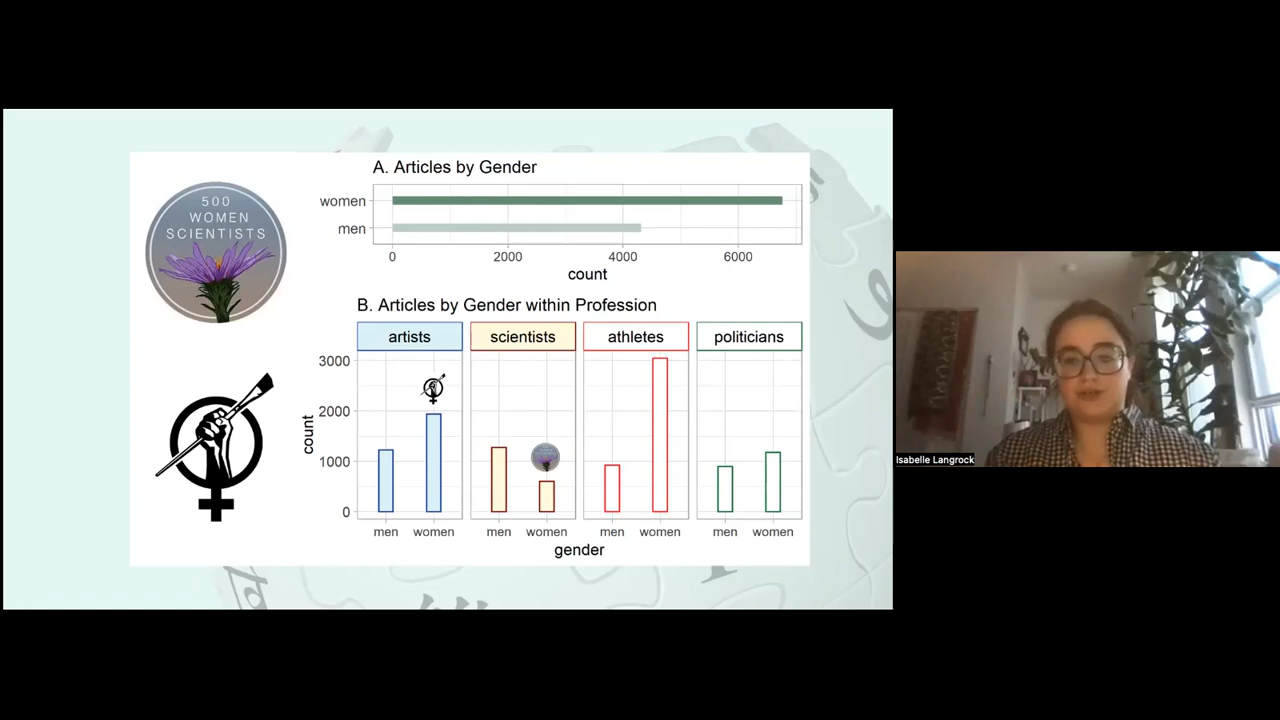 500
WOMEN
SCIENTISTS
A. Articles by Gender
women
men
0 2000 4000 6000
count
B. Articles by Gender within Profession
artists scientists athletes politicians
3000
2000
1000
0
count
men women men women men women men women
gender
Isabelle Langrock